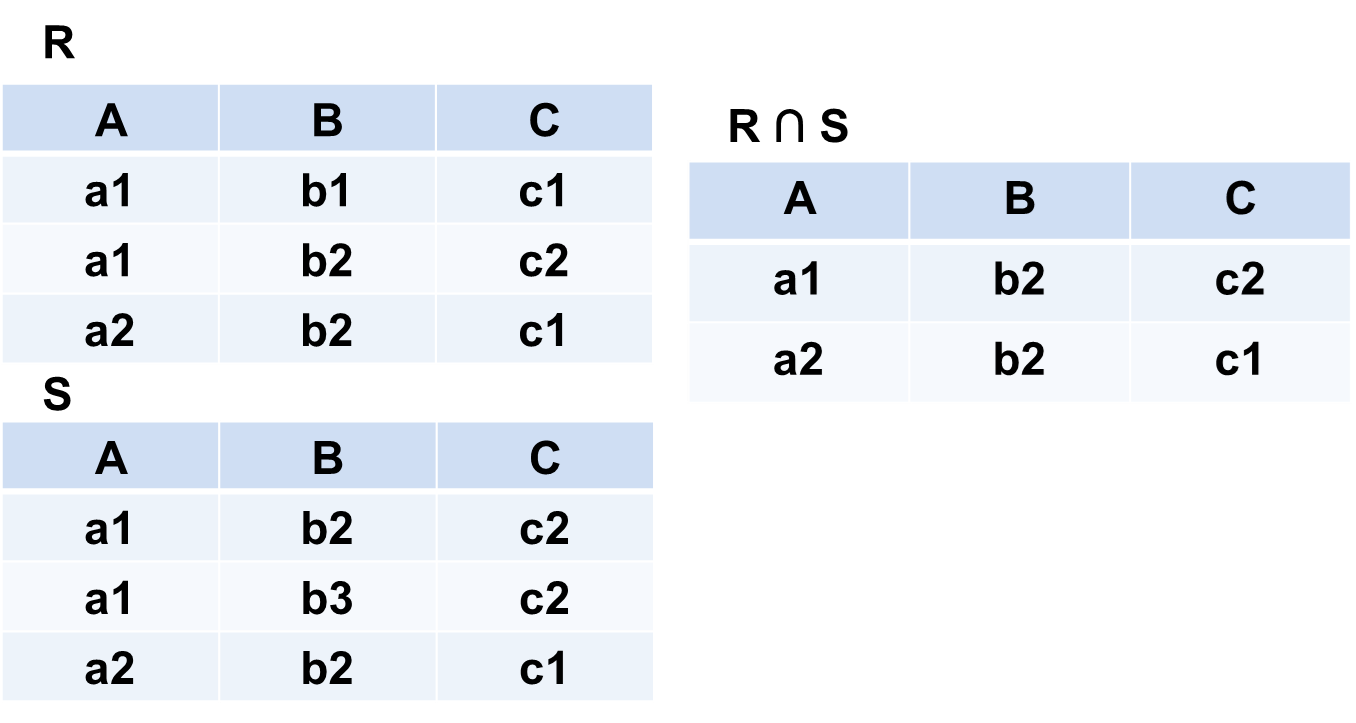 R
A B C
a1 b1 c1
a1 b2 c2
a2 b2 c1
S
A B C
a1 b2 c2
a1 b3 c2
a2 b2 c1
R ∩ S
A B C
a1 b2 c2
a2 b2 c1